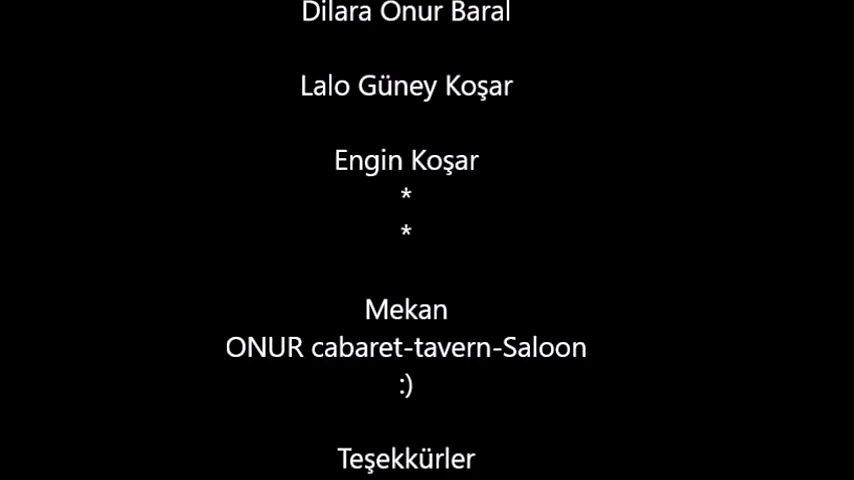 Dilara Onur Baral
Lalo Güney Koşar
Engin Koşar
*
*
Mekan
ONUR cabaret-tavern-Saloon
:)
Teşekkürler